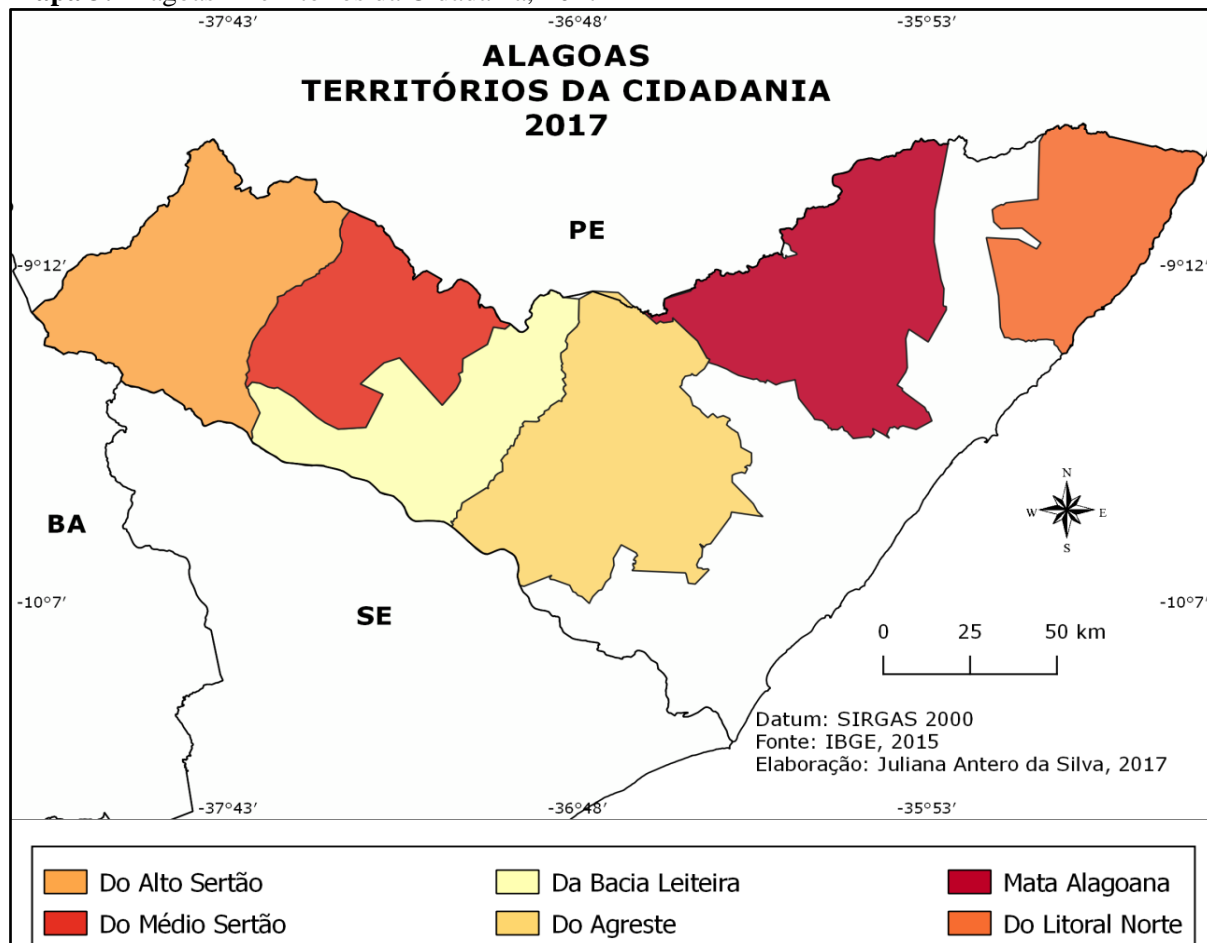 -37°43′ -36°48′ -35°53′
ALAGOAS
TERRITÓRIOS DA CIDADANIA
2017
PE
-9°12′ -9°12′
N
W E
S
BA
-10°7′ -10°7′
SE
0 25 50 km
Datum: SIRGAS 2000
Fonte: IBGE, 2015
Elaboração: Juliana Antero da Silva, 2017
-37°43′ -36°48′ -35°53′
Do Alto Sertão Da Bacia Leiteira Mata Alagoana
Do Médio Sertão Do Agreste Do Litoral Norte